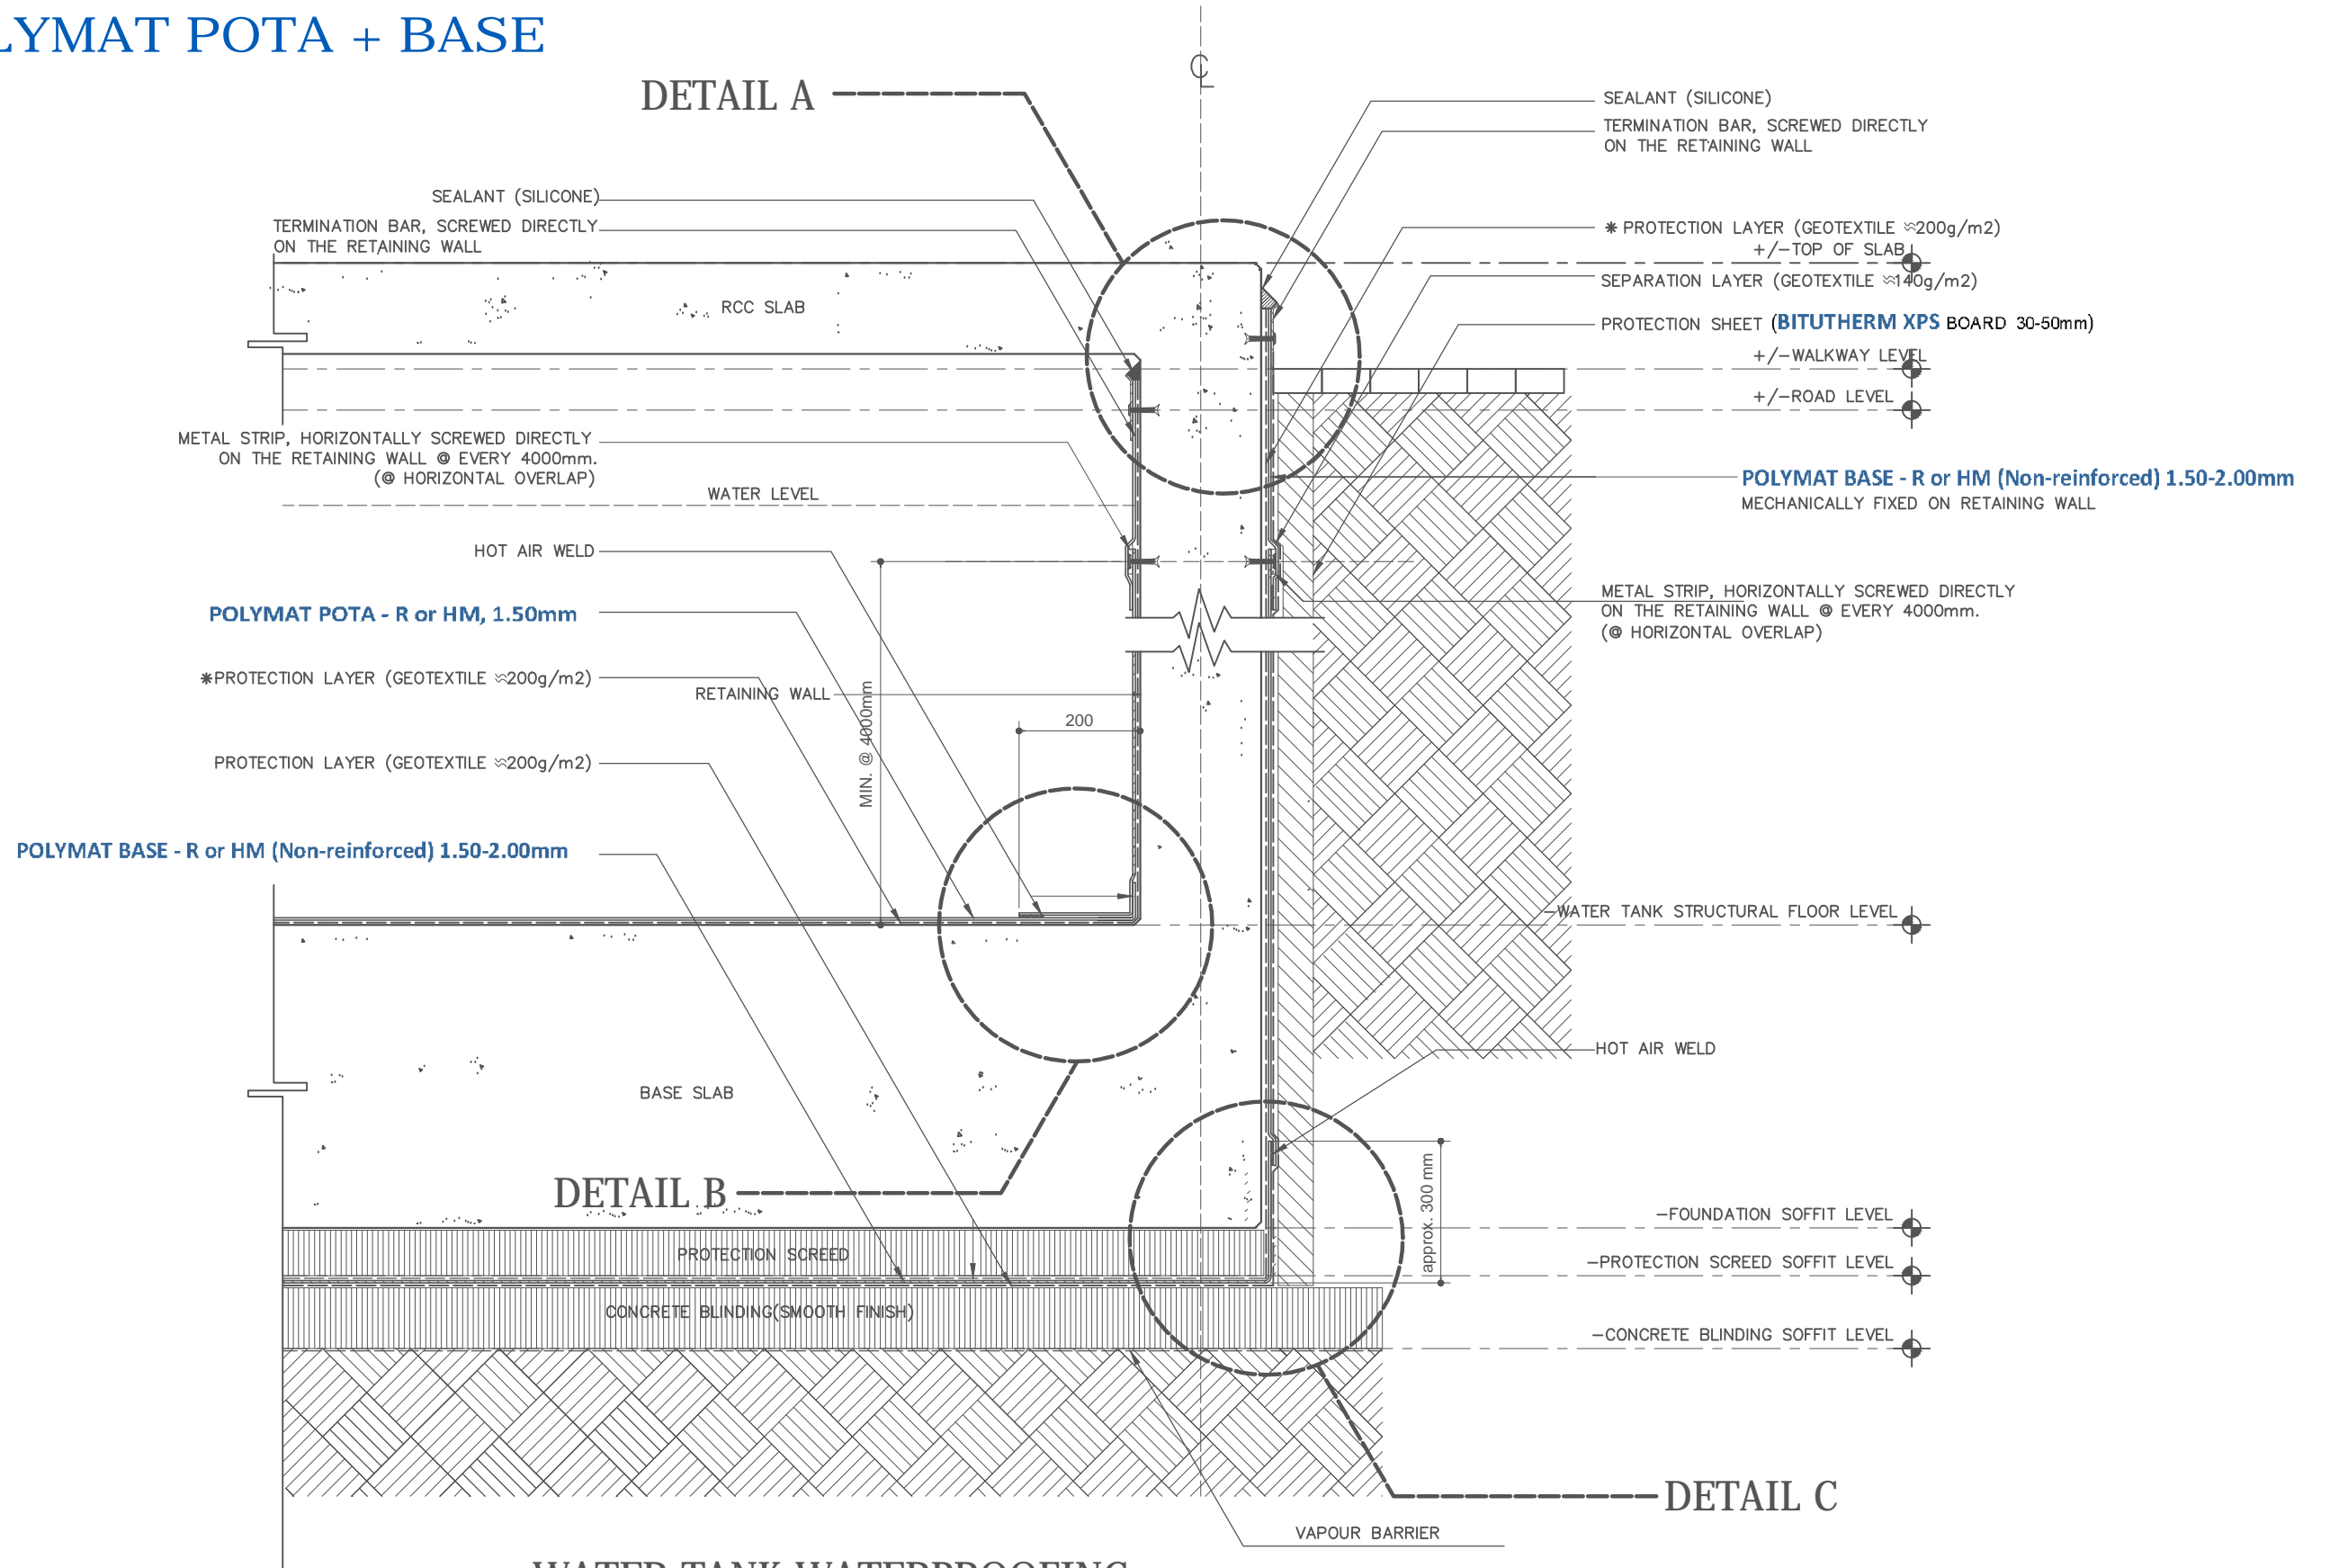 LYMAT POTA + BASE
DETAIL A
SEALANT (SILICONE)
TERMINATION BAR, SCREWED DIRECTLY
ON THE RETAINING WALL
RCC SLAB
METAL STRIP, HORIZONTALLY SCREWED DIRECTLY
ON THE RETAINING WALL @ EVERY 4000mm.
(@ HORIZONTAL OVERLAP)
WATER LEVEL
HOT AIR WELD
POLYMAT POTA - R or HM, 1.50mm
*PROTECTION LAYER (GEOTEXTILE ≈200g/m2)
RETAINING WALL
MIN. @ 4000mm
200
PROTECTION LAYER (GEOTEXTILE ≈200g/m2)
POLYMAT BASE - R or HM (Non-reinforced) 1.50-2.00mm
BASE SLAB
DETAIL B
PROTECTION SCREED
CONCRETE BLINDING(SMOOTH FINISH)
℄
SEALANT (SILICONE)
TERMINATION BAR, SCREWED DIRECTLY
ON THE RETAINING WALL
* PROTECTION LAYER (GEOTEXTILE ≈200g/m2)
+/-TOP OF SLAB
SEPARATION LAYER (GEOTEXTILE ≈140g/m2)
PROTECTION SHEET (BITUTHERM XPS BOARD 30-50mm)
+/-WALKWAY LEVEL
+/-ROAD LEVEL
POLYMAT BASE - R or HM (Non-reinforced) 1.50-2.00mm
MECHANICALLY FIXED ON RETAINING WALL
METAL STRIP, HORIZONTALLY SCREWED DIRECTLY
ON THE RETAINING WALL @ EVERY 4000mm.
(@ HORIZONTAL OVERLAP)
-WATER TANK STRUCTURAL FLOOR LEVEL
HOT AIR WELD
approx. 300 mm
-FOUNDATION SOFFIT LEVEL
-PROTECTION SCREED SOFFIT LEVEL
-CONCRETE BLINDING SOFFIT LEVEL
DETAIL C
VAPOUR BARRIER
WATER TANK WATERPROOFING